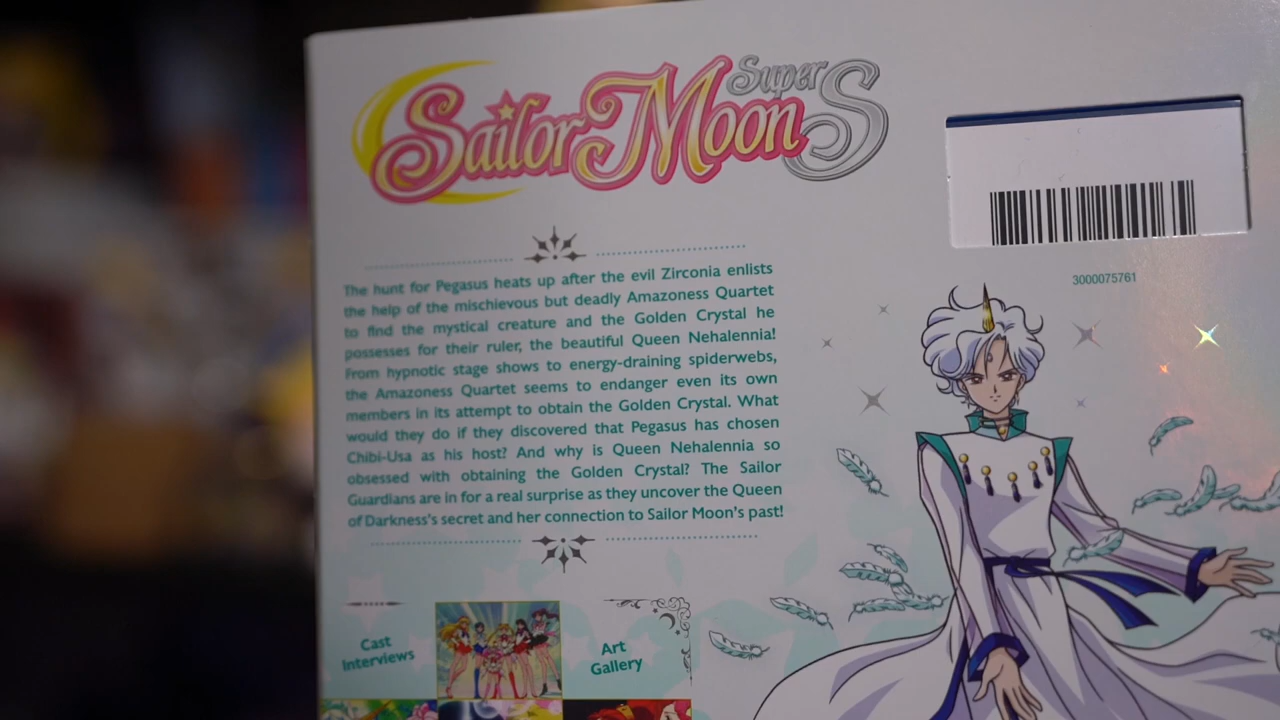 Sailor Moon Super S
3000075761
The hunt for Pegasus heats up after the evil Zirconia enlists
the help of the mischievous but deadly Amazoness Quartet
to find the mystical creature and the Golden Crystal he
possesses for their ruler, the beautiful Queen Nehalennia!
From hypnotic stage shows to energy-draining spiderwebs,
the Amazoness Quartet seems to endanger even its own
members in its attempt to obtain the Golden Crystal. What
would they do if they discovered that Pegasus has chosen
Chibi-Usa as his host? And why is Queen Nehalennia so
obsessed with obtaining the Golden Crystal? The Sailor
Guardians are in for a real surprise as they uncover the Queen
of Darkness's secret and her connection to Sailor Moon's past!
Cast
Interviews
Art
Gallery